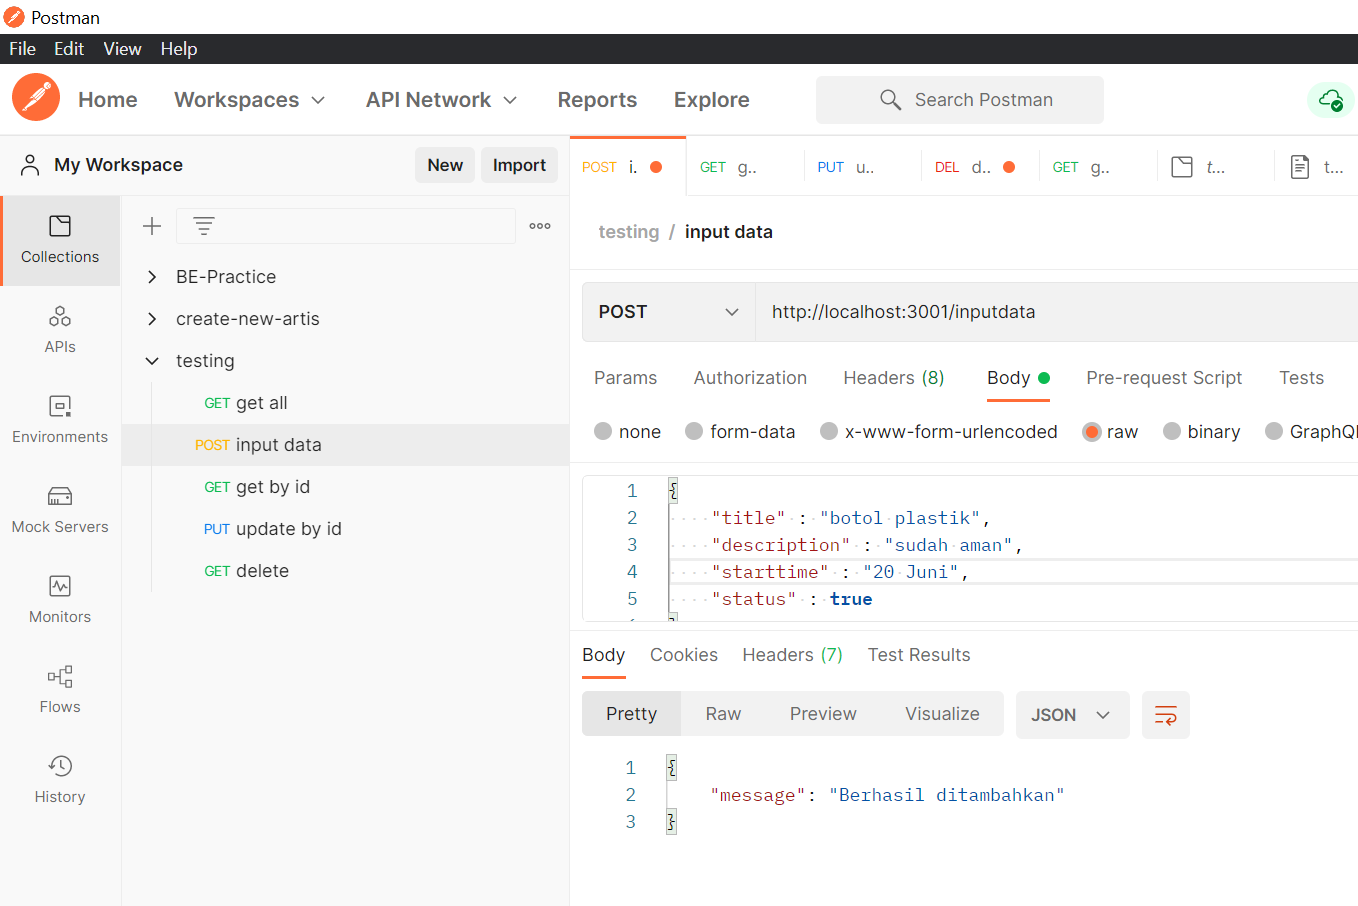 Postman
File Edit View Help
Home Workspaces API Network Reports Explore Search Postman
My Workspace New Import
POST i. GET g.. PUT u.. DEL d.. GET g.. t... t...
Collections
APIs
Environments
Mock Servers
Monitors
Flows
History
BE-Practice
create-new-artis
testing
GET get all
POST input data
GET get by id
PUT update by id
GET delete
testing / input data
POST http://localhost:3001/inputdata
Params Authorization Headers (8) Body Pre-request Script Tests
none form-data x-www-form-urlencoded raw binary GraphQl
1 {
2 "title" : "botol plastik",
3 "description" : "sudah aman",
4 "starttime" : "20 Juni",
5 "status" : true
Body Cookies Headers (7) Test Results
Pretty Raw Preview Visualize JSON
1 {
2 "message": "Berhasil ditambahkan"
3 }